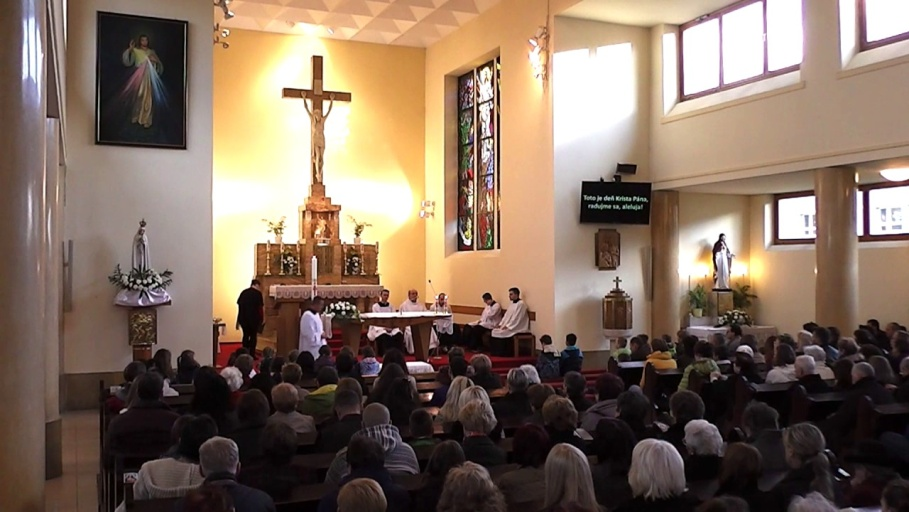 Toto je deň Krista Pána,
radujme sa, aleluja!